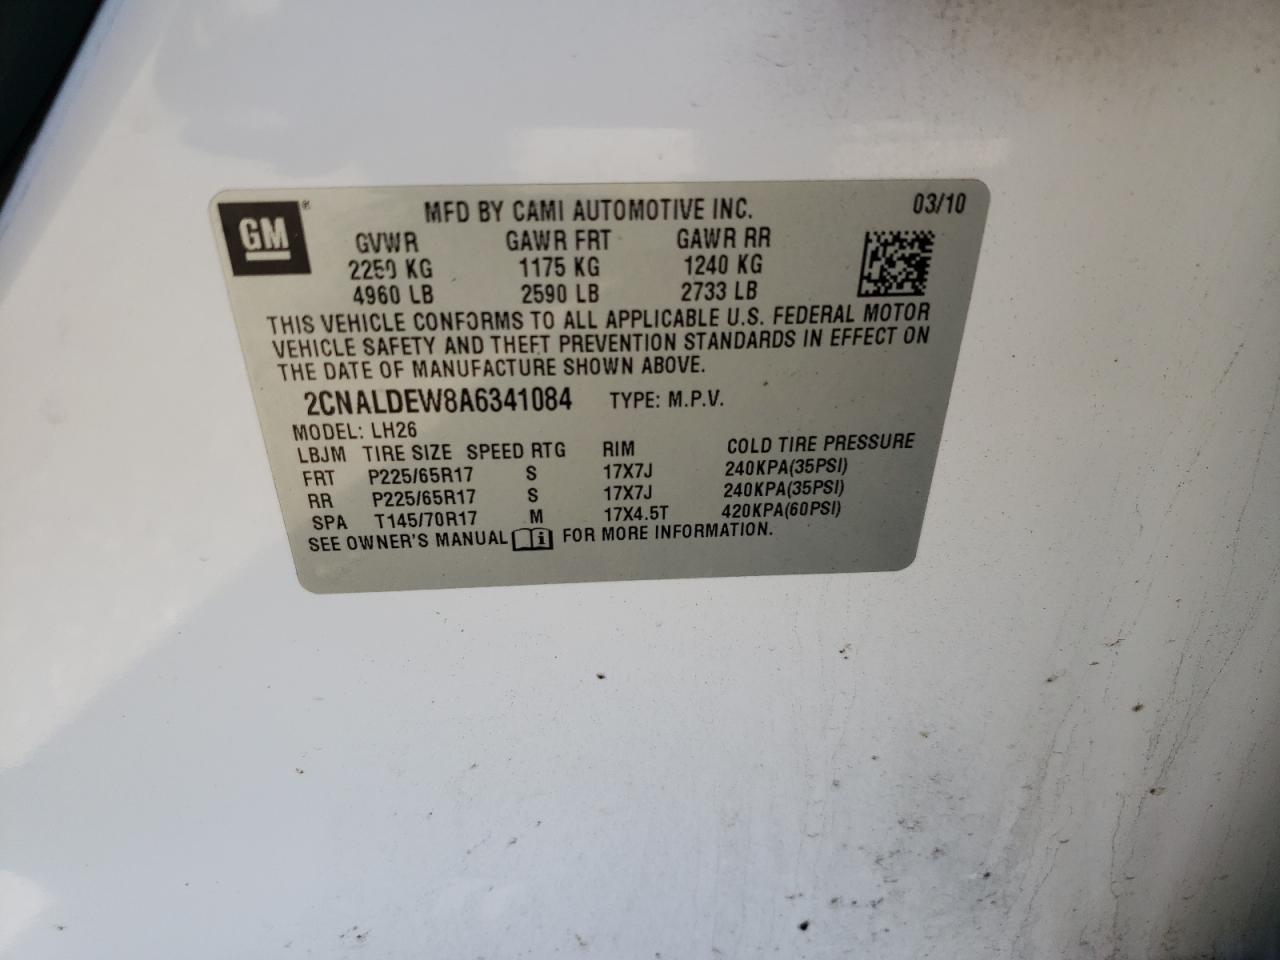 GM®
MFD BY CAMI AUTOMOTIVE INC. 03/10
GVWR GAWR FRT GAWR RR
2250 KG 1175 KG 1240 KG
4960 LB 2590 LB 2733 LB
THIS VEHICLE CONFORMS TO ALL APPLICABLE U.S. FEDERAL MOTOR
VEHICLE SAFETY AND THEFT PREVENTION STANDARDS IN EFFECT ON
THE DATE OF MANUFACTURE SHOWN ABOVE.
2CNALDEW8A6341084 TYPE: M.P.V.
MODEL: LH26
LBJM TIRE SIZE SPEED RTG RIM COLD TIRE PRESSURE
FRT P225/65R17 S 17X7J 240KPA(35PSI)
RR P225/65R17 S 17X7J 240KPA(35PSI)
SPA T145/70R17 M 17X4.5T 420KPA(60PSI)
SEE OWNER'S MANUAL i FOR MORE INFORMATION.